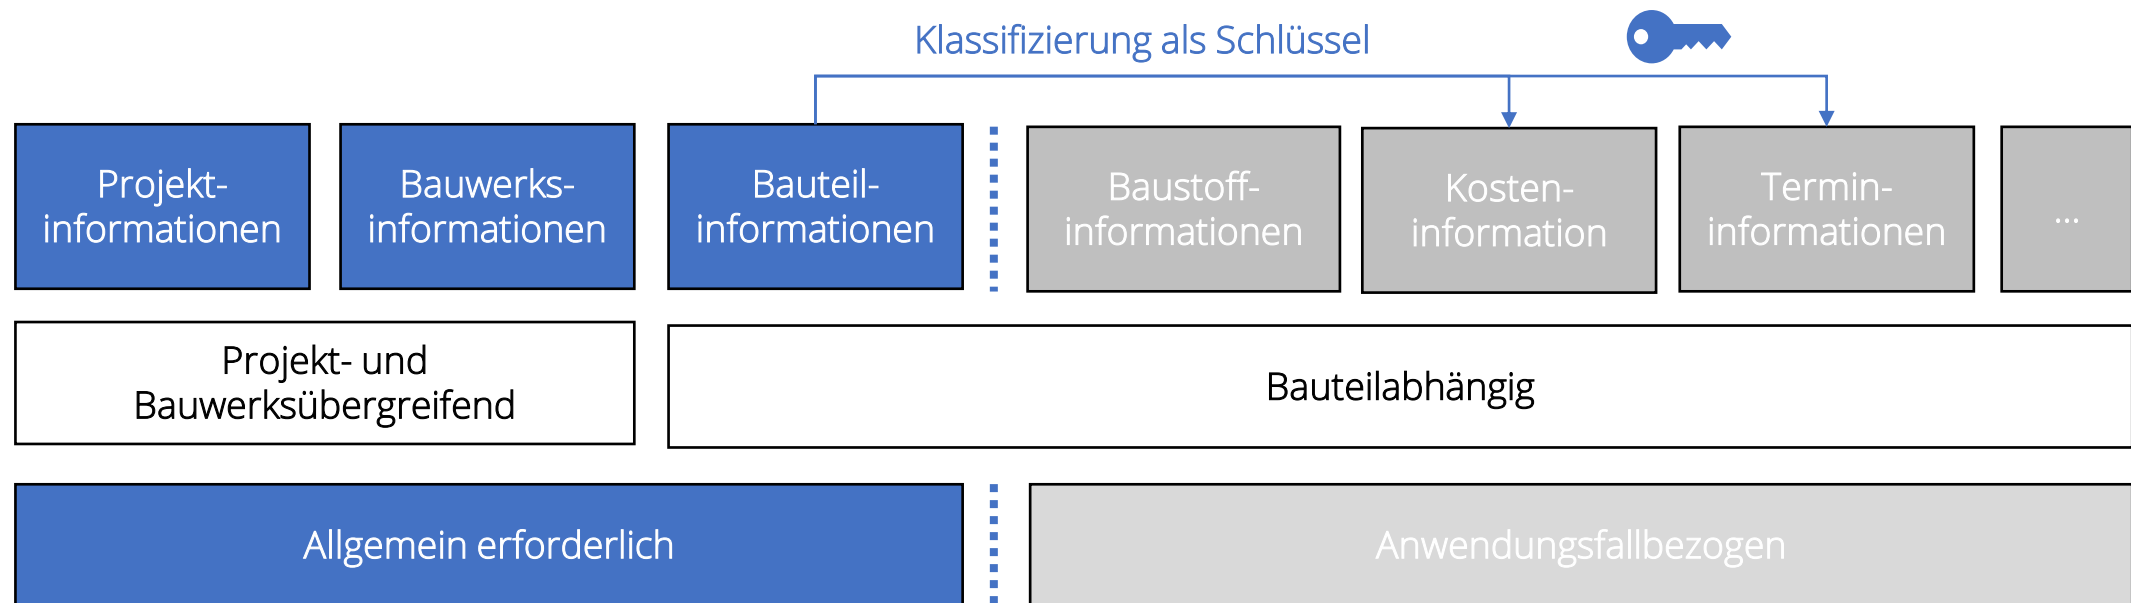 Klassifizierung als Schlüssel
Projekt-
informationen
Bauwerks-
informationen
Bauteil-
informationen
Baustoff-
informationen
Kosten-
information
Termin-
informationen
...
Projekt- und
Bauwerksübergreifend
Bauteilabhängig
Allgemein erforderlich
Anwendungsfallbezogen